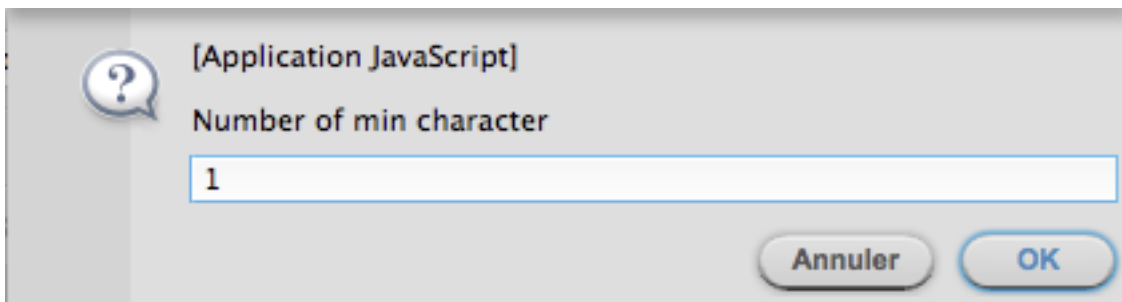 [Application JavaScript]
Number of min character
1
Annuler OK